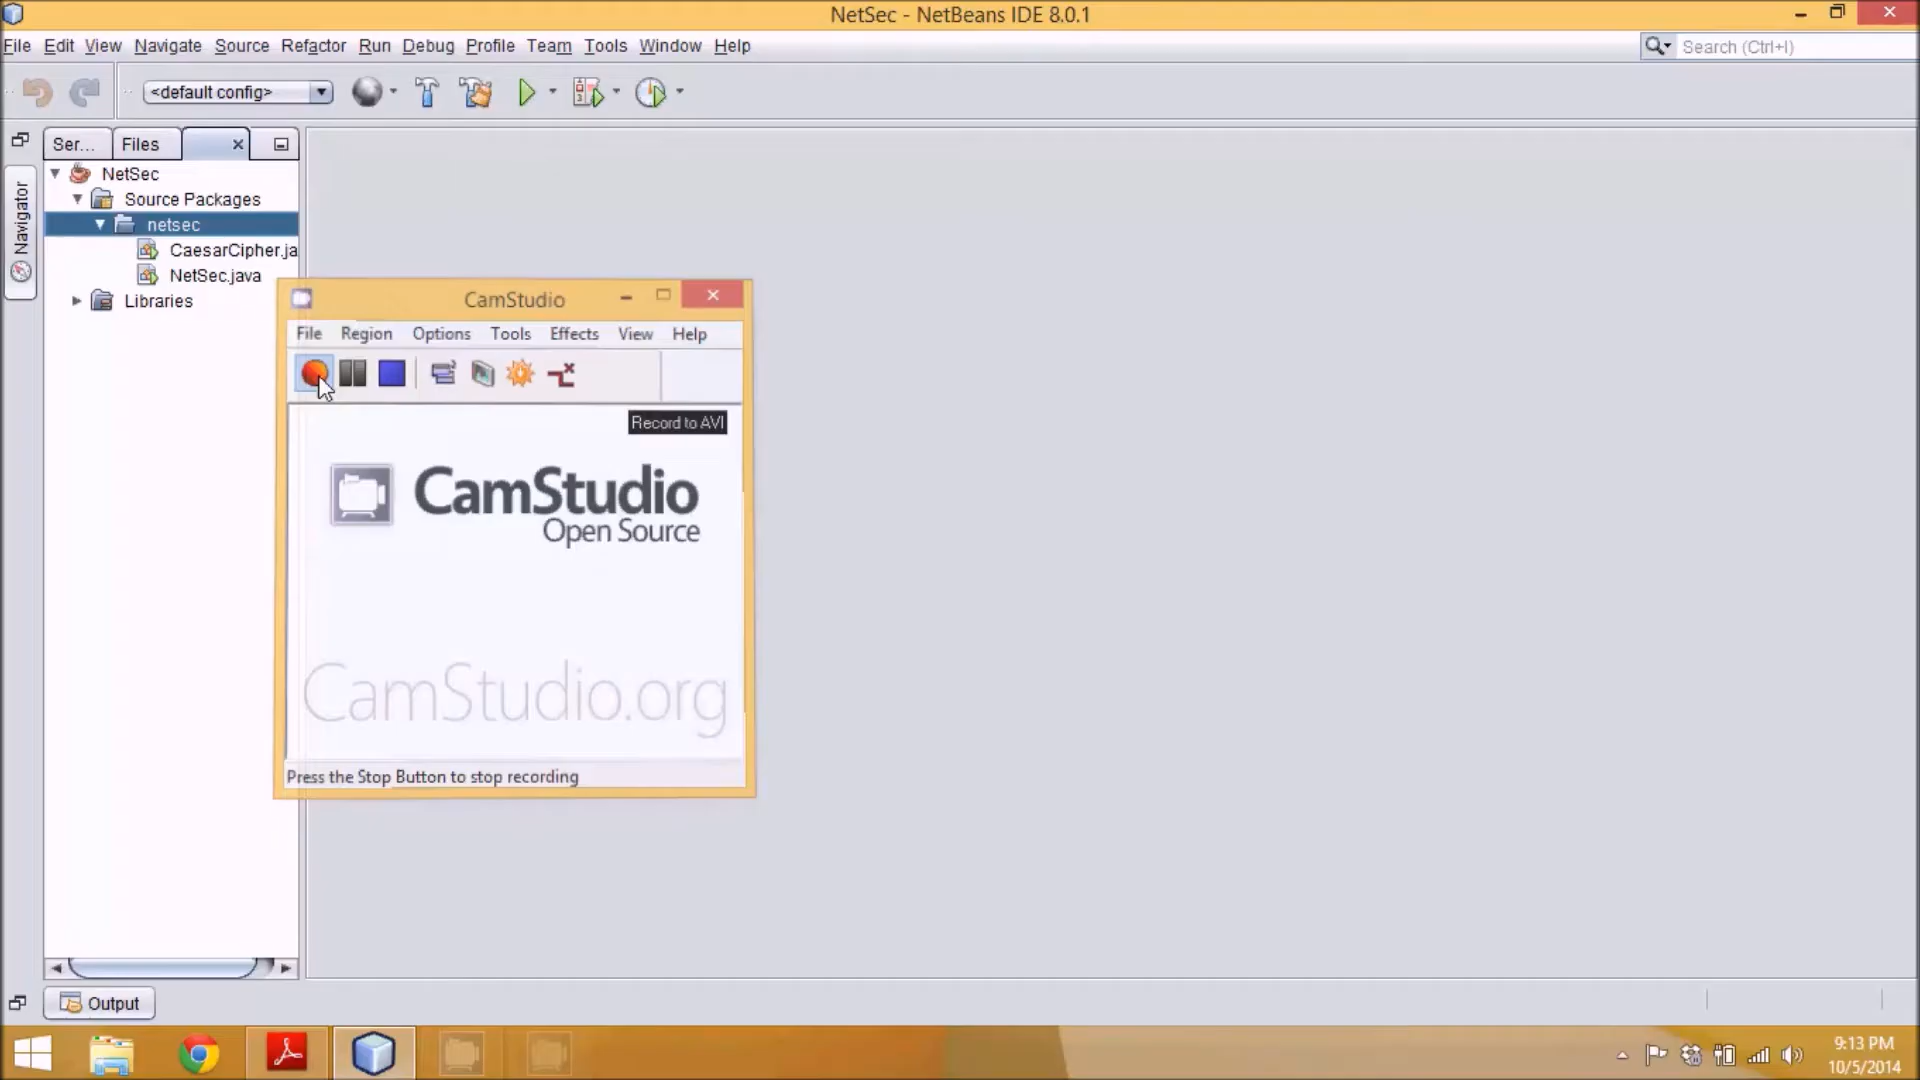 NetSec - NetBeans IDE 8.0.1
File Edit View Navigate Source Refactor Run Debug Profile Team Tools Window Help
Search (Ctrl+I)
<default config>
Ser... Files
Navigator
NetSec
Source Packages
netsec
CaesarCipher.ja
NetSec.java
Libraries
CamStudio
File Region Options Tools Effects View Help
Record to AVI
CamStudio
Open Source
CamStudio.org
Press the Stop Button to stop recording
Output
9:13 PM
10/5/2014